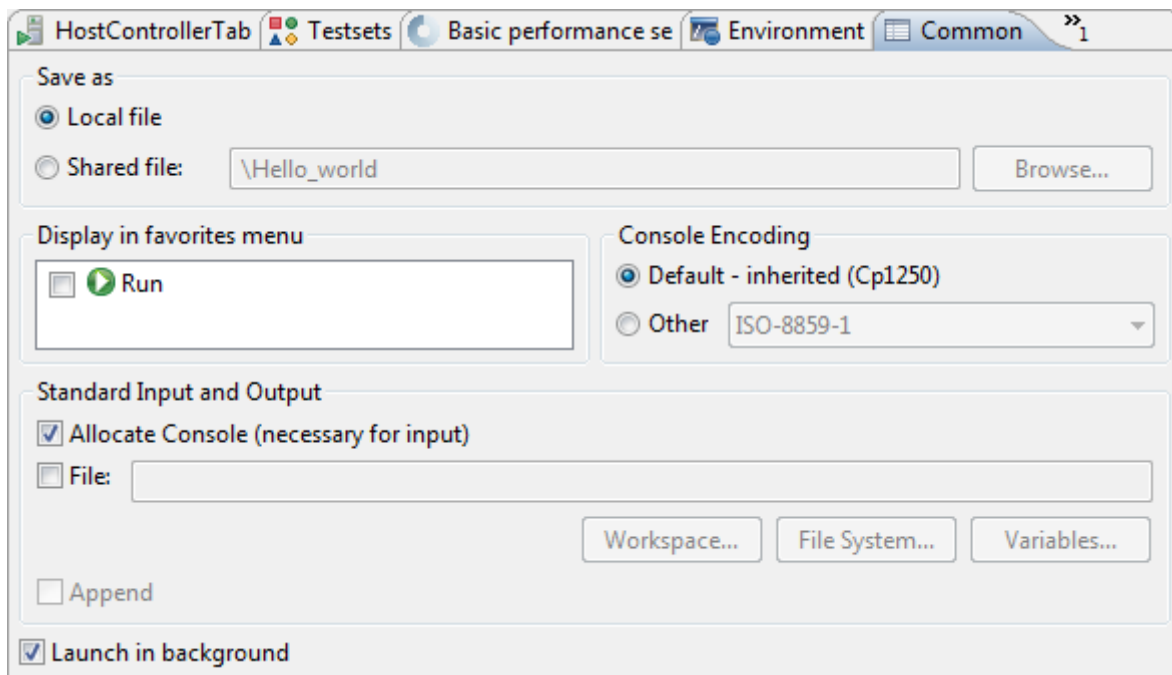 HostControllerTab Testsets Basic performance se Environment Common »1
Save as
Local file
Shared file: \Hello_world Browse...
Display in favorites menu
Run
Console Encoding
Default - inherited (Cp1250)
Other ISO-8859-1
Standard Input and Output
Allocate Console (necessary for input)
File:
Workspace... File System... Variables...
Append
Launch in background